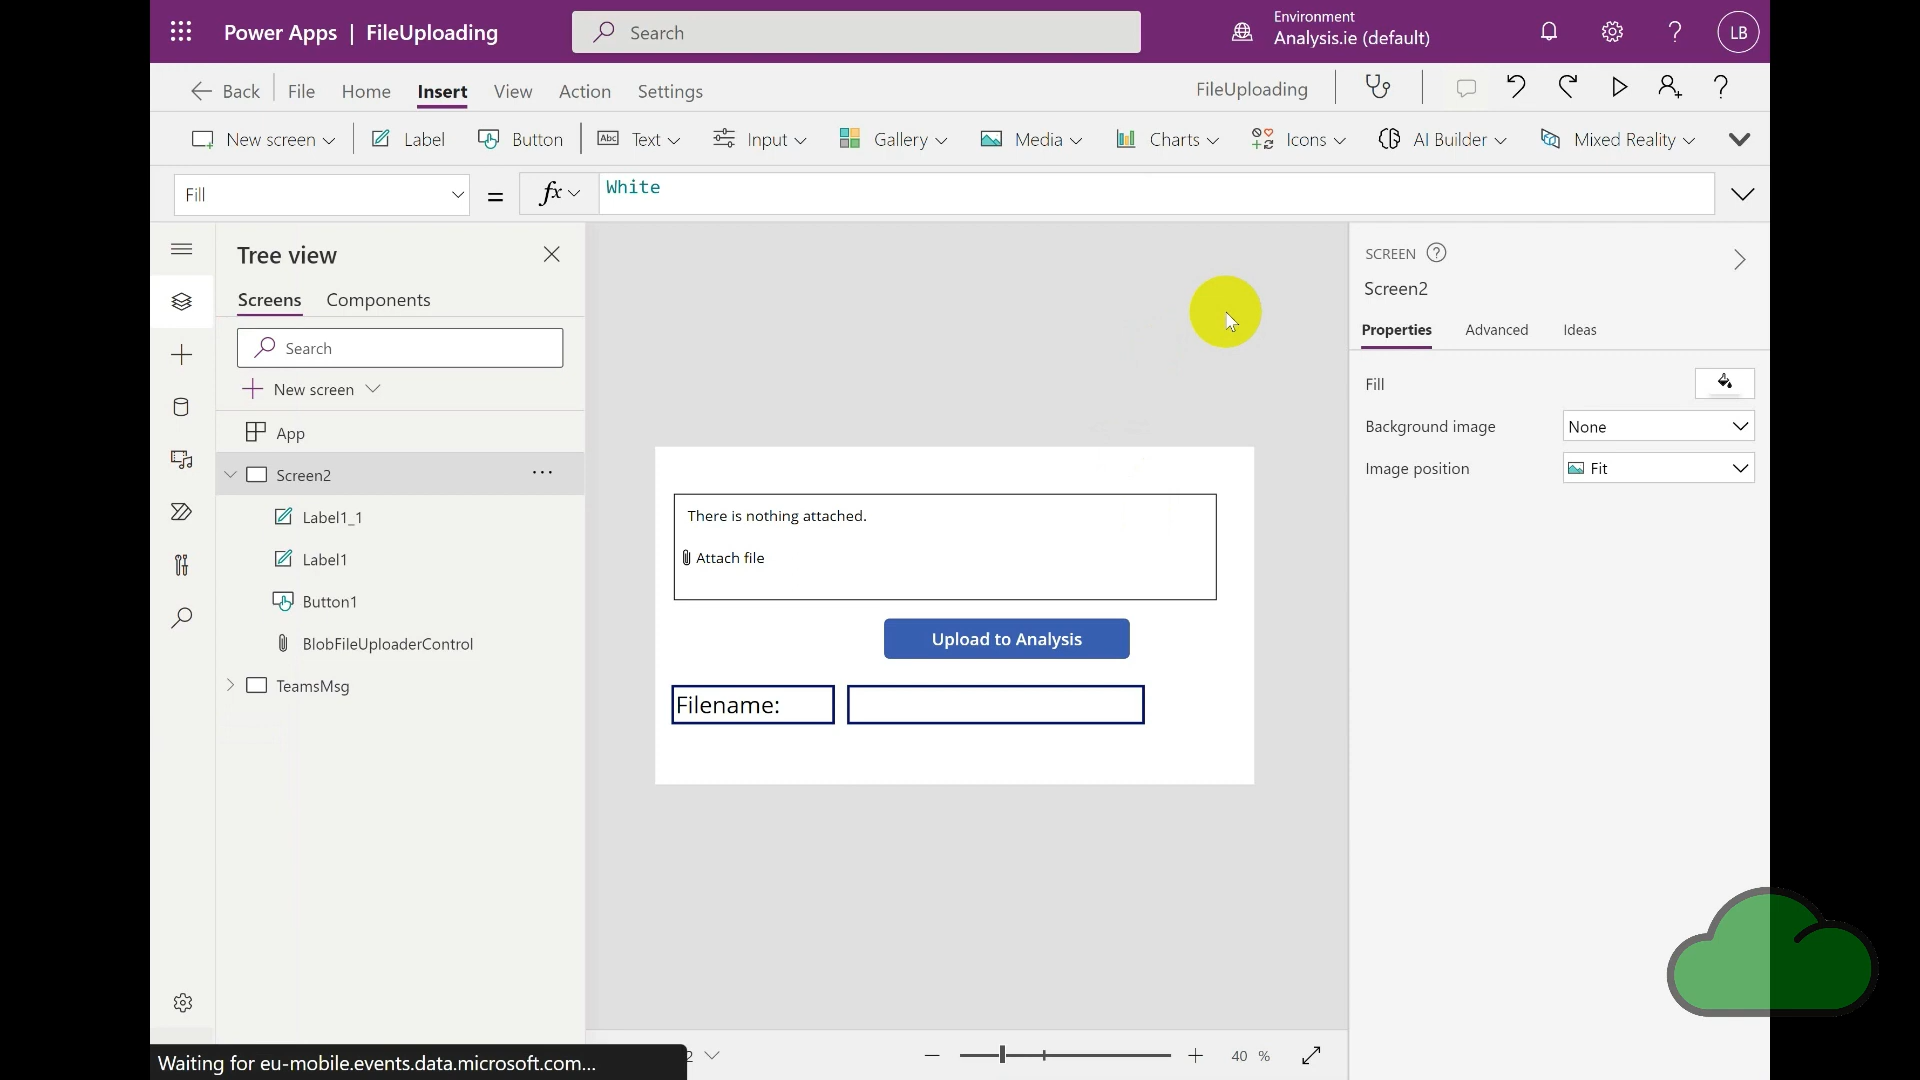 Power Apps | FileUploading
Search
Environment
Analysis.ie (default)
LB
Back
File
Home
Insert
View
Action
Settings
FileUploading
New screen
Label
Button
Abc Text
Input
Gallery
Media
Charts
Icons
AI Builder
Mixed Reality
Fill
=
fx
White
Tree view
Screens
Components
Search
New screen
App
Screen2
Label1_1
Label1
Button1
BlobFileUploaderControl
TeamsMsg
There is nothing attached.
Attach file
Upload to Analysis
Filename:
SCREEN
Screen2
Properties
Advanced
Ideas
Fill
Background image
None
Image position
Fit
Waiting for eu-mobile.events.data.microsoft.com...
2
40 %